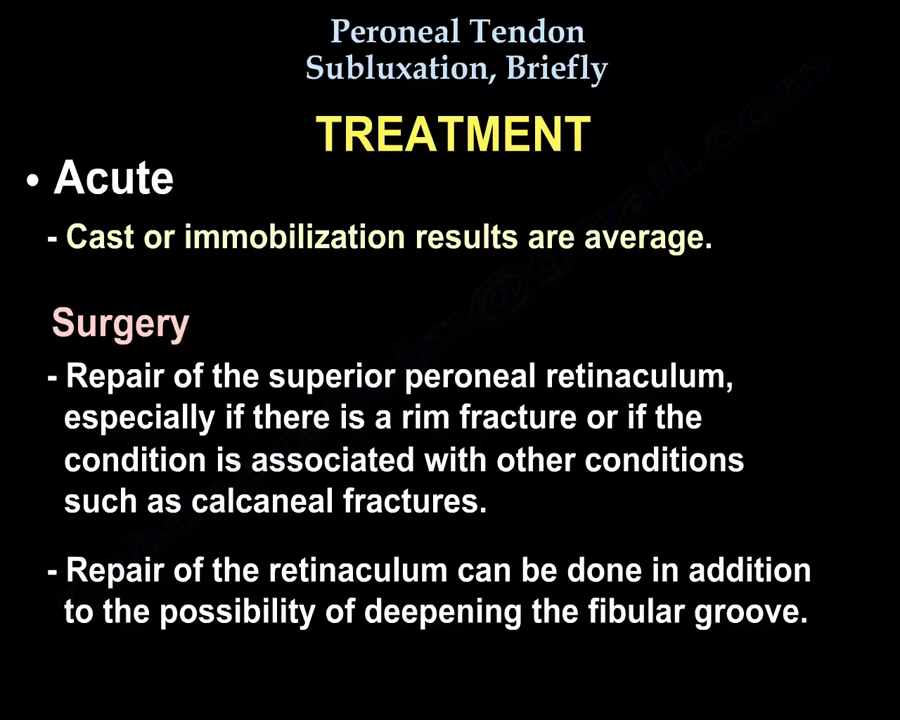 Peroneal Tendon
Subluxation, Briefly
TREATMENT
• Acute
- Cast or immobilization results are average.
Surgery
- Repair of the superior peroneal retinaculum,
especially if there is a rim fracture or if the
condition is associated with other conditions
such as calcaneal fractures.
- Repair of the retinaculum can be done in addition
to the possibility of deepening the fibular groove.